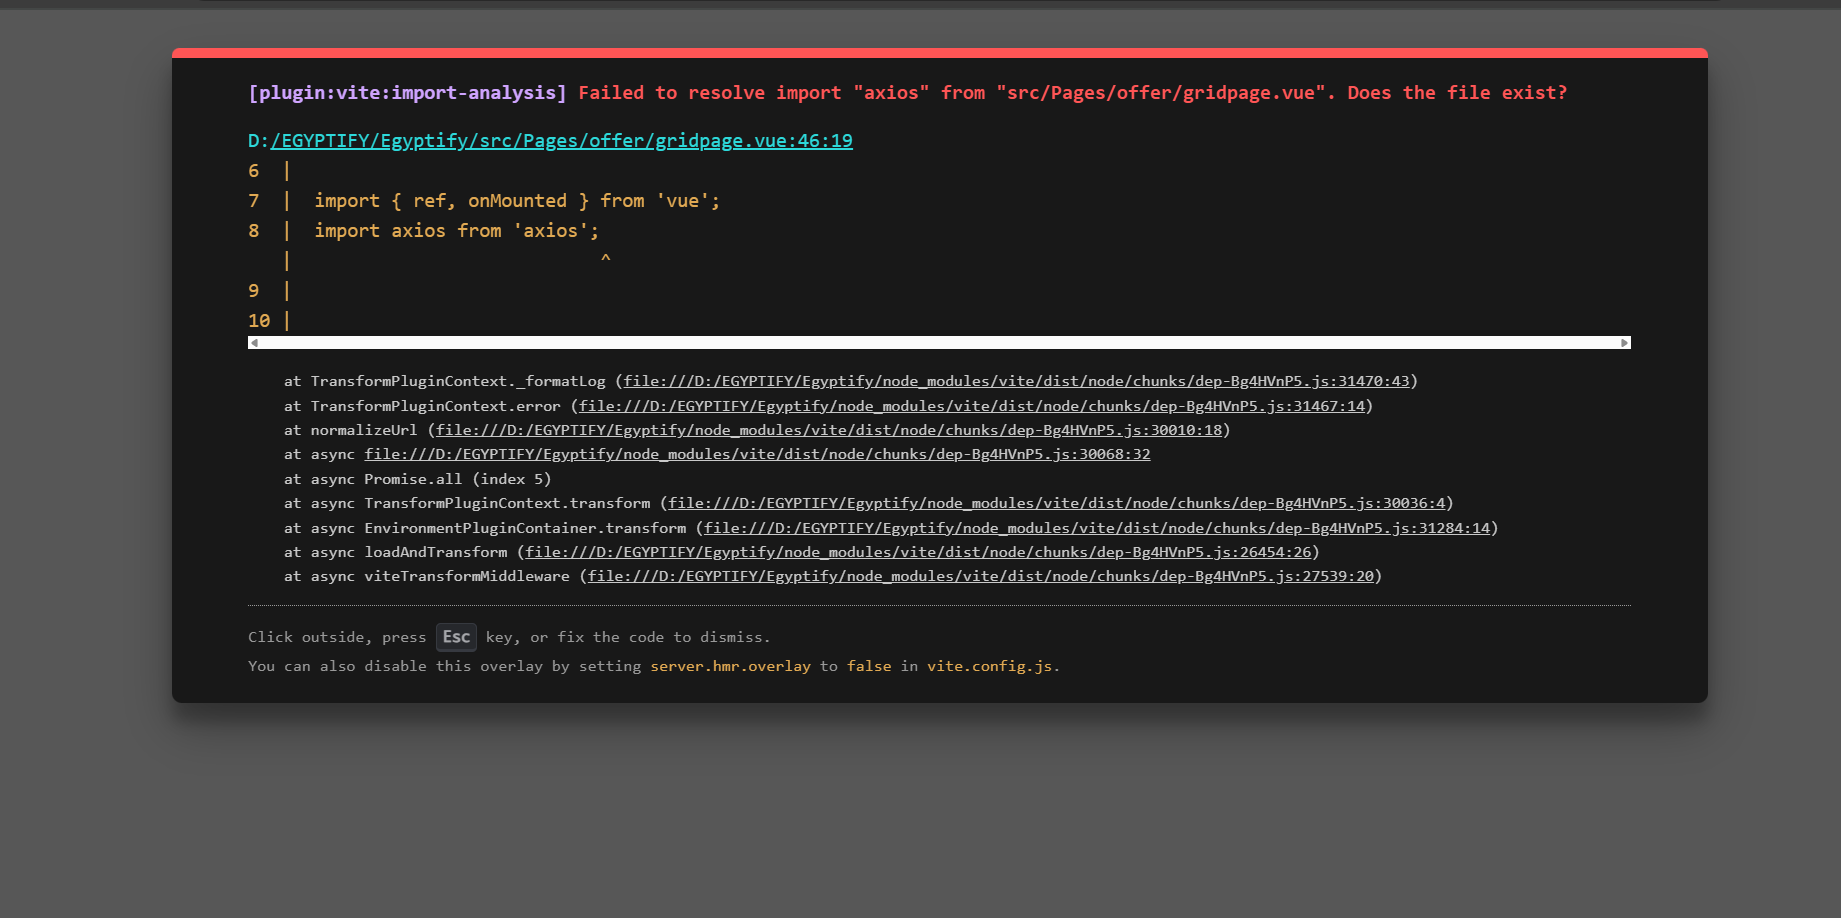 [plugin:vite:import-analysis] Failed to resolve import "axios" from "src/Pages/offer/gridpage.vue". Does the file exist?
D:/EGYPTIFY/Egyptify/src/Pages/offer/gridpage.vue:46:19
6  |
7  |  import { ref, onMounted } from 'vue';
8  |  import axios from 'axios';
   |                            ^
9  |
10 |
at TransformPluginContext._formatLog (file:///D:/EGYPTIFY/Egyptify/node_modules/vite/dist/node/chunks/dep-Bg4HVnP5.js:31470:43)
at TransformPluginContext.error (file:///D:/EGYPTIFY/Egyptify/node_modules/vite/dist/node/chunks/dep-Bg4HVnP5.js:31467:14)
at normalizeUrl (file:///D:/EGYPTIFY/Egyptify/node_modules/vite/dist/node/chunks/dep-Bg4HVnP5.js:30010:18)
at async file:///D:/EGYPTIFY/Egyptify/node_modules/vite/dist/node/chunks/dep-Bg4HVnP5.js:30068:32
at async Promise.all (index 5)
at async TransformPluginContext.transform (file:///D:/EGYPTIFY/Egyptify/node_modules/vite/dist/node/chunks/dep-Bg4HVnP5.js:30036:4)
at async EnvironmentPluginContainer.transform (file:///D:/EGYPTIFY/Egyptify/node_modules/vite/dist/node/chunks/dep-Bg4HVnP5.js:31284:14)
at async loadAndTransform (file:///D:/EGYPTIFY/Egyptify/node_modules/vite/dist/node/chunks/dep-Bg4HVnP5.js:26454:26)
at async viteTransformMiddleware (file:///D:/EGYPTIFY/Egyptify/node_modules/vite/dist/node/chunks/dep-Bg4HVnP5.js:27539:20)
Click outside, press Esc key, or fix the code to dismiss.
You can also disable this overlay by setting server.hmr.overlay to false in vite.config.js.